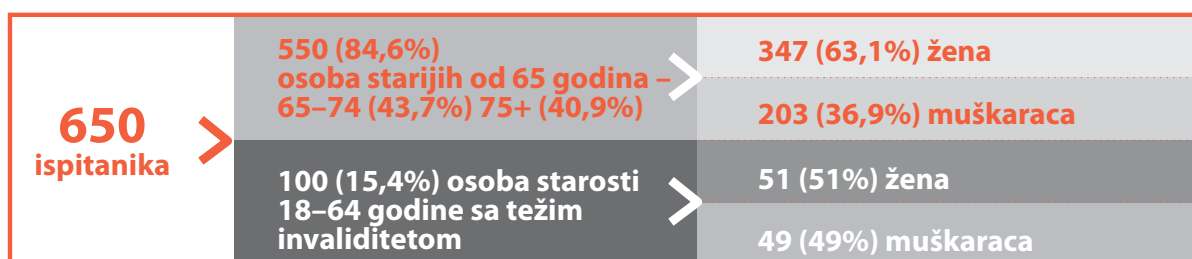 650
ispitanika
550 (84,6%)
osoba starijih od 65 godina –
65–74 (43,7%) 75+ (40,9%)
347 (63,1%) žena
203 (36,9%) muškaraca
100 (15,4%) osoba starosti
18–64 godine sa težim
invaliditetom
51 (51%) žena
49 (49%) muškaraca